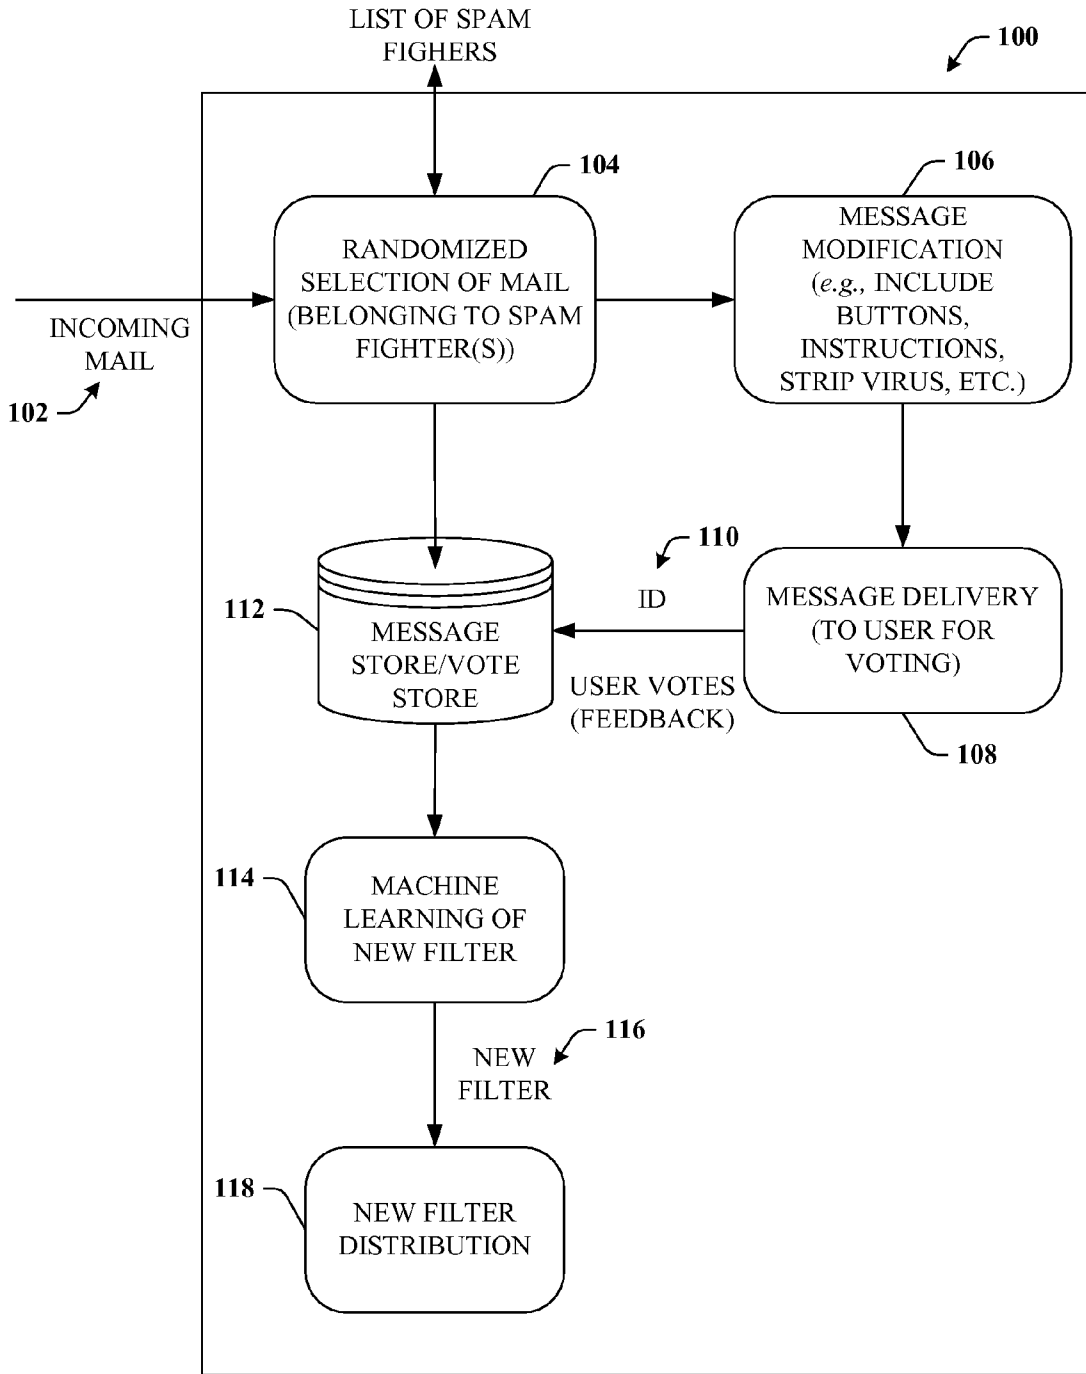 LIST OF SPAM
FIGHERS
100
104
RANDOMIZED
SELECTION OF MAIL
(BELONGING TO SPAM
FIGHTER(S))
106
MESSAGE
MODIFICATION
(e.g., INCLUDE
BUTTONS,
INSTRUCTIONS,
STRIP VIRUS, ETC.)
INCOMING
MAIL
102
110
ID
112
MESSAGE
STORE/VOTE
STORE
USER VOTES
(FEEDBACK)
MESSAGE DELIVERY
(TO USER FOR
VOTING)
108
114
MACHINE
LEARNING OF
NEW FILTER
116
NEW
FILTER
118
NEW FILTER
DISTRIBUTION